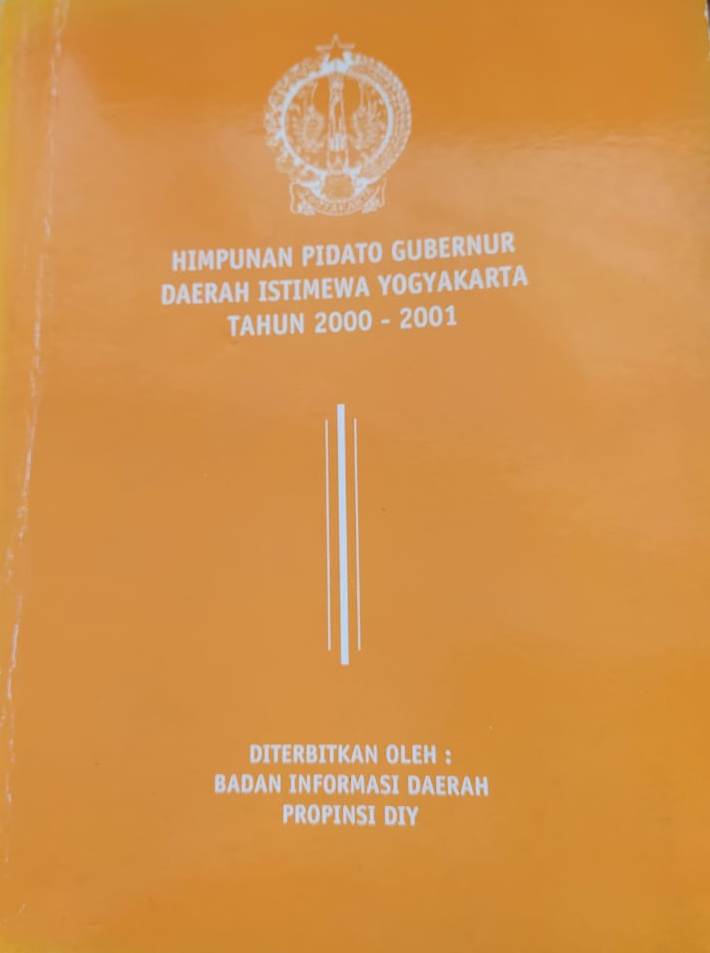 HIMPUNAN PIDATO GUBERNUR
DAERAH ISTIMEWA YOGYAKARTA
TAHUN 2000 - 2001
DITERBITKAN OLEH :
BADAN INFORMASI DAERAH
PROPINSI DIY